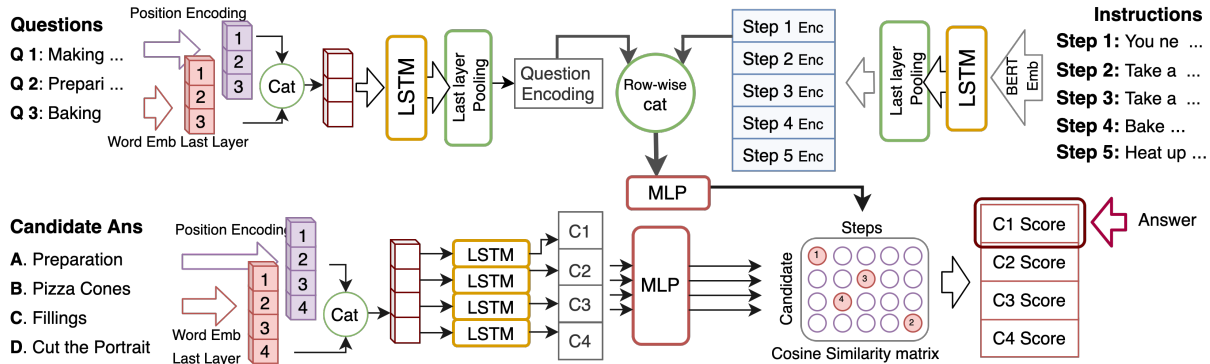 Questions
Position Encoding
Q 1: Making ...
Q 2: Prepari ...
Q 3: Baking
1
2
3
1
2
3
Word Emb Last Layer
Cat
LSTM
Last layer
Pooling
Question
Encoding
Row-wise
cat
Step 1 Enc
Step 2 Enc
Step 3 Enc
Step 4 Enc
Step 5 Enc
Last layer
Pooling
LSTM
BERT
Emb
Instructions
Step 1: You ne ...
Step 2: Take a ...
Step 3: Take a ...
Step 4: Bake ...
Step 5: Heat up ...
MLP
Candidate Ans
Position Encoding
A. Preparation
B. Pizza Cones
C. Fillings
D. Cut the Portrait
1
2
3
4
1
2
3
4
Word Emb
Last Layer
Cat
LSTM
LSTM
LSTM
LSTM
C1
C2
C3
C4
MLP
Steps
Candidate
1
3
4
2
Cosine Similarity matrix
C1 Score
C2 Score
C3 Score
C4 Score
Answer